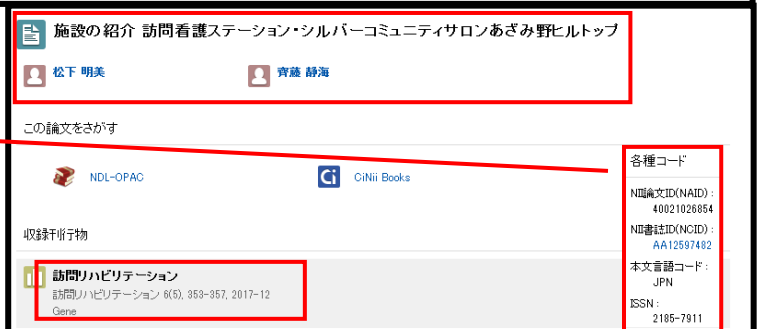 施設の紹介 訪問看護ステーション・シルバーコミュニティサロンあざみ野ヒルトップ
松下 明美
齊藤 静海
この論文をさがす
NDL-OPAC
Ci CiNii Books
収録刊行物
訪問リハビリテーション
訪問リハビリテーション 6(5), 353-357, 2017-12
Gene
各種コード
NII論文ID(NAID) :
40021026854
NII書誌ID(NCID) :
AA12597482
本文言語コード :
JPN
ISSN :
2185-7911